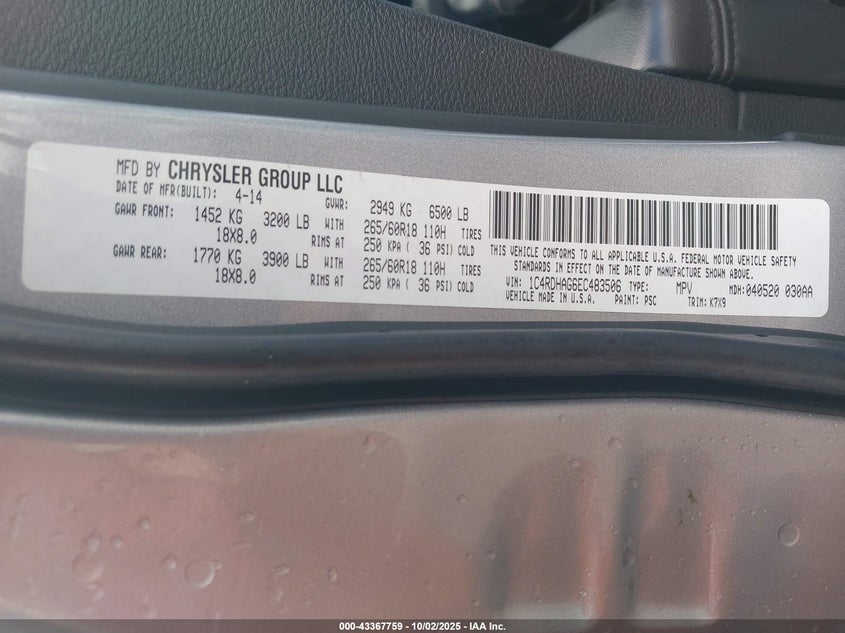 MFD BY CHRYSLER GROUP LLC
DATE OF MFR(BUILT): 4-14 GVWR: 2949 KG 6500 LB
GAWR FRONT: 1452 KG 3200 LB WITH 265/60R18 110H TIRES
18X8.0 RIMS AT 250 KPA ( 36 PSI) COLD
GAWR REAR: 1770 KG 3900 LB WITH 265/60R18 110H TIRES
18X8.0 RIMS AT 250 KPA ( 36 PSI) COLD
THIS VEHICLE CONFORMS TO ALL APPLICABLE U.S.A. FEDERAL MOTOR VEHICLE SAFETY
STANDARDS IN EFFECT ON THE DATE OF MANUFACTURE SHOWN ABOVE.
VIN: 1C4RDHAG6EC483506 TYPE: MPV MDH: 040520 030AA
VEHICLE MADE IN U.S.A. PAINT: PSC TRIM: K7X9
000-43367759 - 10/02/2025 - IAA Inc.